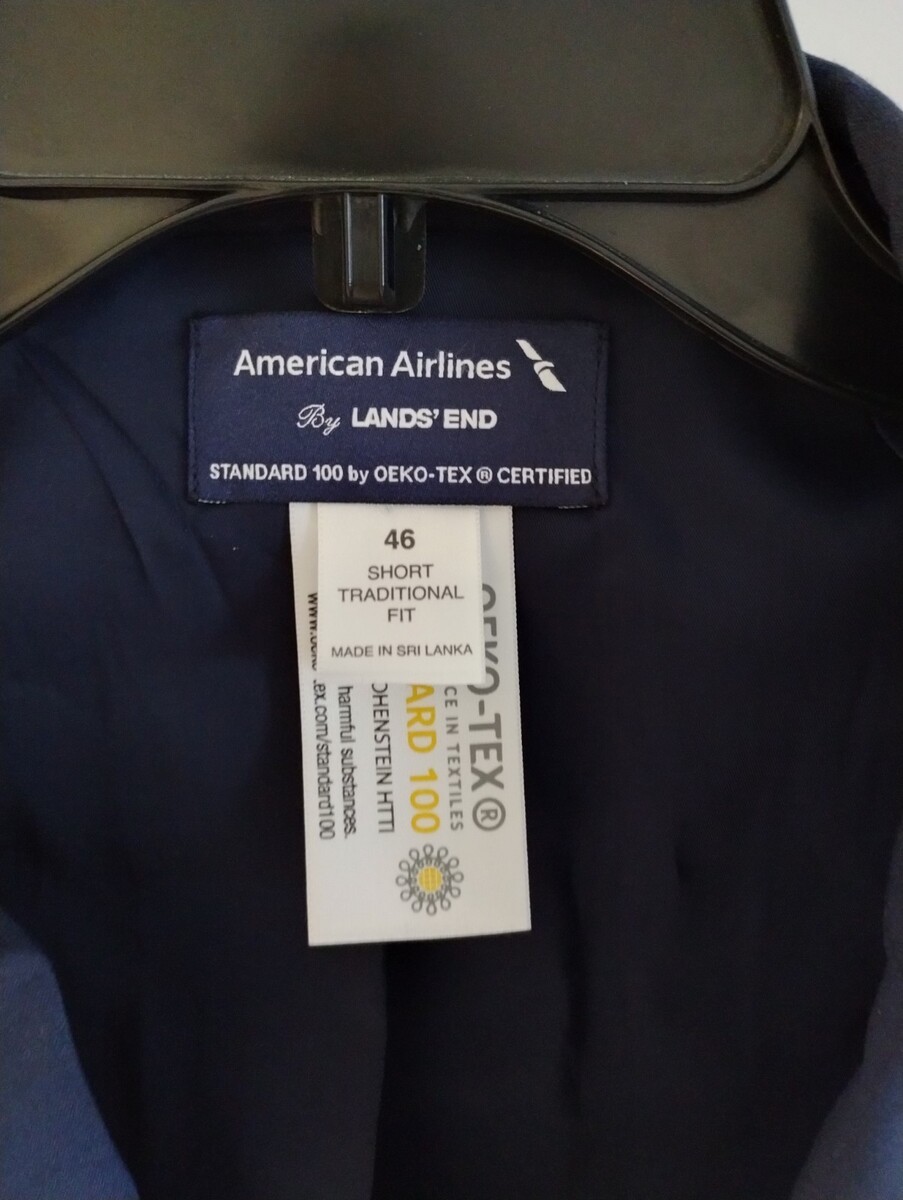 American Airlines
By LANDS' END
STANDARD 100 by OEKO-TEX ® CERTIFIED
46
SHORT
TRADITIONAL
FIT
MADE IN SRI LANKA
OEKO-TEX®
CE IN TEXTILES
ARD 100
OHENSTEIN HTTI
harmful substances.
ex.com/standard100